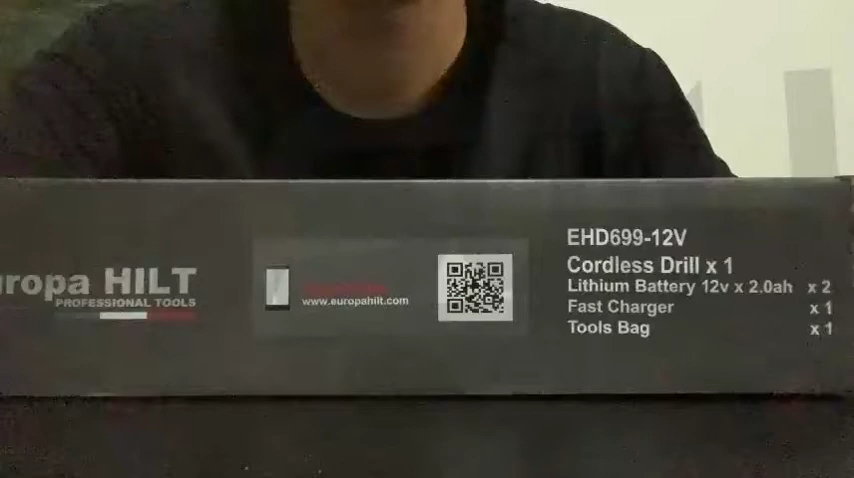 uropa HILT
PROFESSIONAL TOOLS
www.europahilt.com
EHD699-12V
Cordless Drill x 1
Lithium Battery 12v x 2.0ah x 2
Fast Charger x 1
Tools Bag x 1